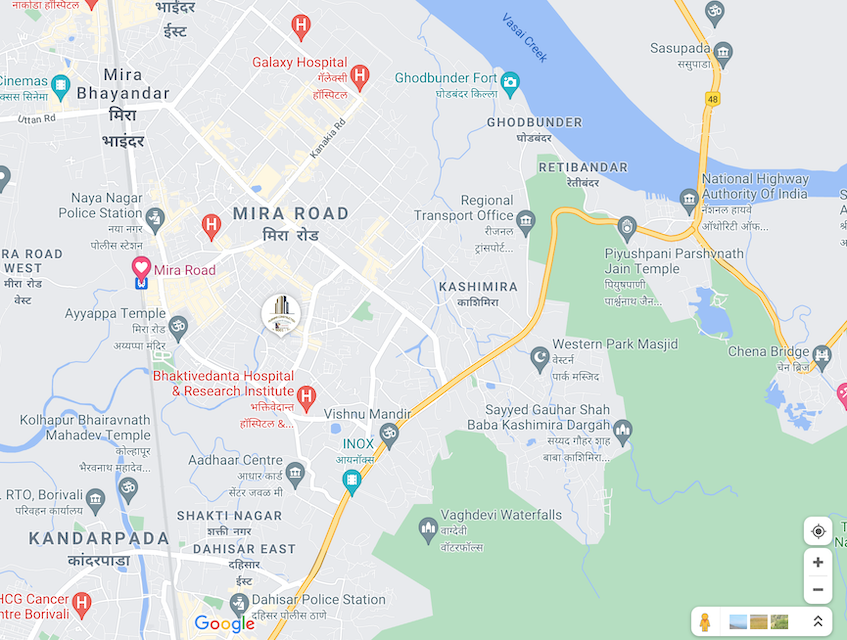 नाकोडा हॉस्पिटल
भाईंदर
ईस्ट
Galaxy Hospital
गॅलेक्सी
हॉस्पिटल
Vasai Creek
Sasupada
ससुपाडा
48
Cinemas
क्सस सिनेमा
Mira
Bhayandar
मिरा
भाइंदर
Uttan Rd
Kanakia Rd
Ghodbunder Fort
घोडबंदर किल्ला
GHODBUNDER
घोडबंदर
RETIBANDAR
रेतीबंदर
National Highway
Authority Of India
नॅशनल हायवे
ऑथोरिटी ऑफ...
Naya Nagar
Police Station
नया नगर
पोलीस स्टेशन
MIRA ROAD
मिरा रोड
Regional
Transport Office
रीजनल
ट्रासपोर्ट...
RA ROAD
WEST
मीरा रोड
वेस्ट
Mira Road
Piyushpani Parshvnath
Jain Temple
पियुषपाणी
पार्श्वनाथ जैन...
KASHIMIRA
काशिमिरा
Ayyappa Temple
मिरा रोड
अय्यप्पा मंदिर
Western Park Masjid
वेस्टर्न
पार्क मस्जिद
Chena Bridge
चेन ब्रिज
Bhaktivedanta Hospital
& Research Institute
भक्तिवेदान्त
हॉस्पिटल &...
Vishnu Mandir
Sayyed Gauhar Shah
Baba Kashimira Dargah
सय्यद गौहर शाह
बाबा काशिमिरा...
Kolhapur Bhairavnath
Mahadev Temple
कोल्हापूर
भैरवनाथ महादेव...
INOX
आयनॉक्स
Aadhaar Centre
आधार कार्ड
सेंटर जवळ मी
RTO, Borivali
परिवहन कार्यालय
SHAKTI NAGAR
शक्ती नगर
Vaghdevi Waterfalls
वाग्देवी
वॉटरफॉल्स
KANDARPADA
कांदरपाडा
DAHISAR EAST
दहिसार
ईस्ट
HCG Cancer
ntre Borivali
Dahisar Police Station
दहिसर पोलीस ठाणे
Google